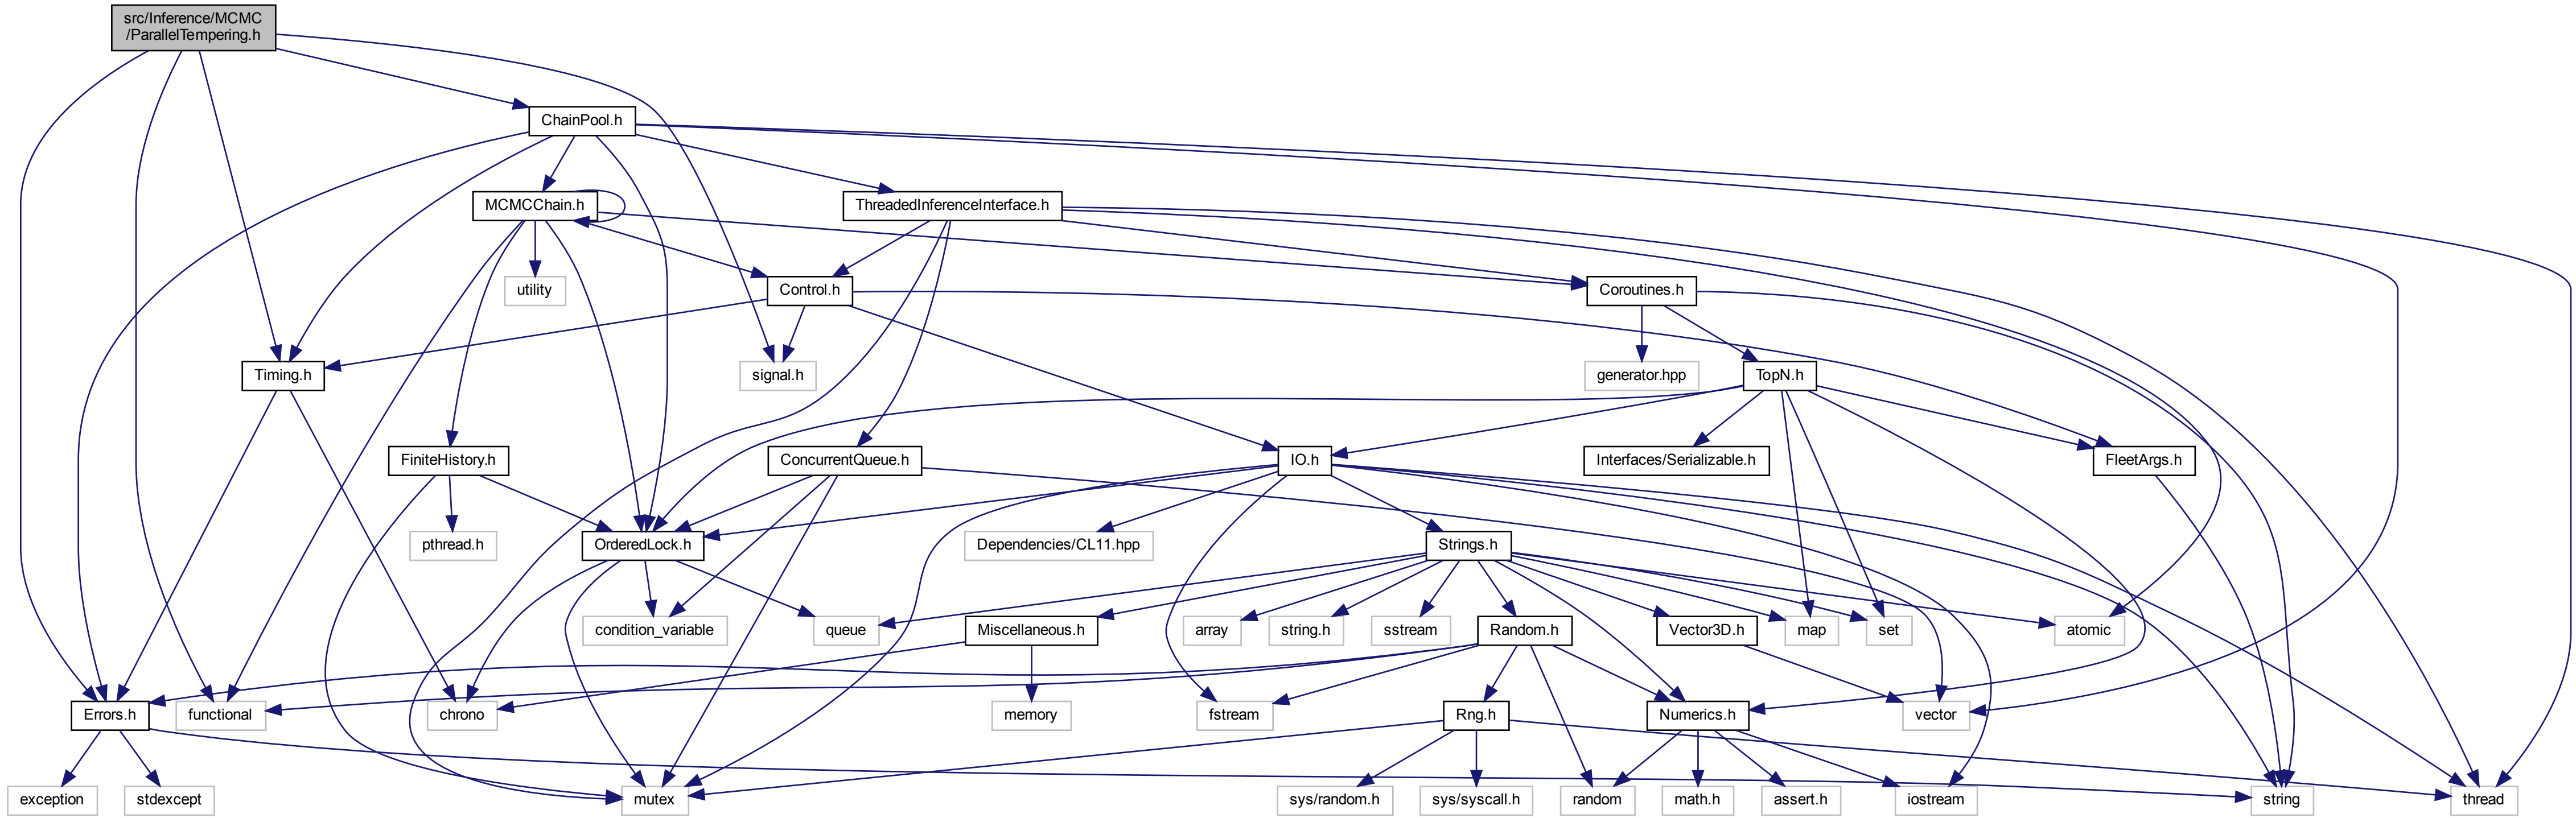 src/Inference/MCMC
/ParallelTempering.h
ChainPool.h
MCMCChain.h
ThreadedInferenceInterface.h
utility
Control.h
Coroutines.h
Timing.h
signal.h
generator.hpp
TopN.h
FiniteHistory.h
ConcurrentQueue.h
IO.h
Interfaces/Serializable.h
FleetArgs.h
pthread.h
OrderedLock.h
Dependencies/CL11.hpp
Strings.h
condition_variable
queue
Miscellaneous.h
array
string.h
sstream
Random.h
Vector3D.h
map
set
atomic
Errors.h
functional
chrono
memory
fstream
Rng.h
Numerics.h
vector
exception
stdexcept
mutex
sys/random.h
sys/syscall.h
random
math.h
assert.h
iostream
string
thread